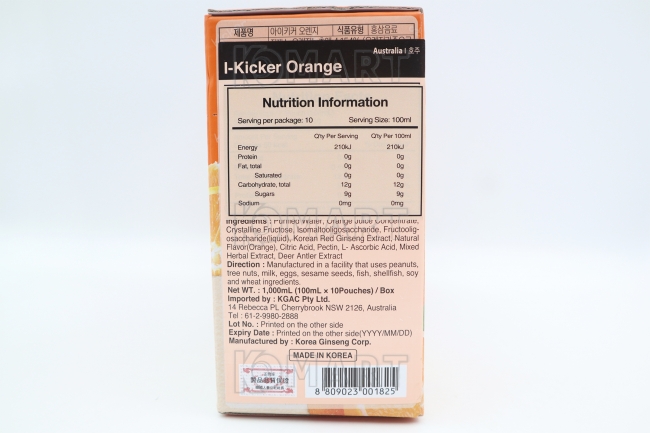 제품명 아이키커 오렌지 식품유형 홍삼음료
Australia I 호주
I-Kicker Orange
KOMART
Nutrition Information
Serving per package: 10 Serving Size: 100ml
Q'ty Per Serving Q'ty Per 100ml
Energy 210kJ 210kJ
Protein 0g 0g
Fat, total 0g 0g
Saturated 0g 0g
Carbohydrate, total 12g 12g
Sugars 9g 9g
Sodium 0mg 0mg
KOMART
Ingredients : Purified Water, Orange Juice Concentrate,
Crystalline Fructose, Isomaltooligosaccharide, Fructoolig-
osaccharide(liquid), Korean Red Ginseng Extract, Natural
Flavor(Orange), Citric Acid, Pectin, L- Ascorbic Acid, Mixed
Herbal Extract, Deer Antler Extract
Direction : Manufactured in a facility that uses peanuts,
tree nuts, milk, eggs, sesame seeds, fish, shellfish, soy
and wheat ingredients.
Net WT. : 1,000mL (100mL × 10Pouches) / Box
Imported by : KGAC Pty Ltd.
14 Rebecca PL Cherrybrook NSW 2126, Australia
Tel : 61-2-9980-2888
Lot No. : Printed on the other side
Expiry Date : Printed on the other side(YYYY/MM/DD)
Manufactured by : Korea Ginseng Corp.
MADE IN KOREA
KOMART
8 809023 001825